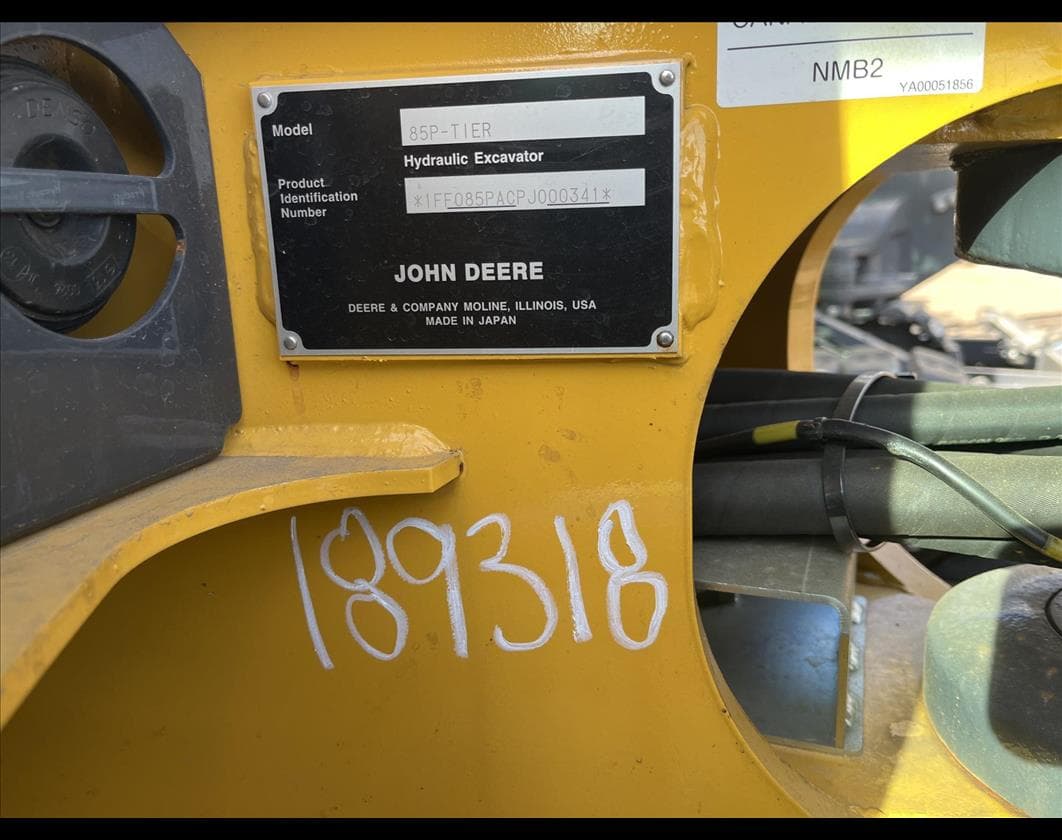 NMB2
YA00051856
DENSO
Model
85P-TIER
Hydraulic Excavator
Product
Identification
Number
*1FF085PACPJ000341*
JOHN DEERE
DEERE & COMPANY MOLINE, ILLINOIS, USA
MADE IN JAPAN
189318